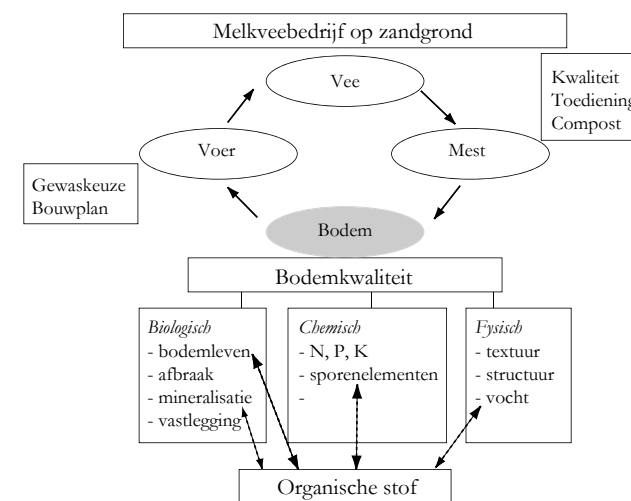 Melkveebedrijf op zandgrond
Vee
Kwaliteit
Toediening
Compost
Voer
Mest
Gewaskeuze
Bouwplan
Bodem
Bodemkwaliteit
Biologisch
- bodemleven
- afbraak
- mineralisatie
- vastlegging
Chemisch
- N, P, K
- sporenelementen
-
Fysisch
- textuur
- structuur
- vocht
Organische stof